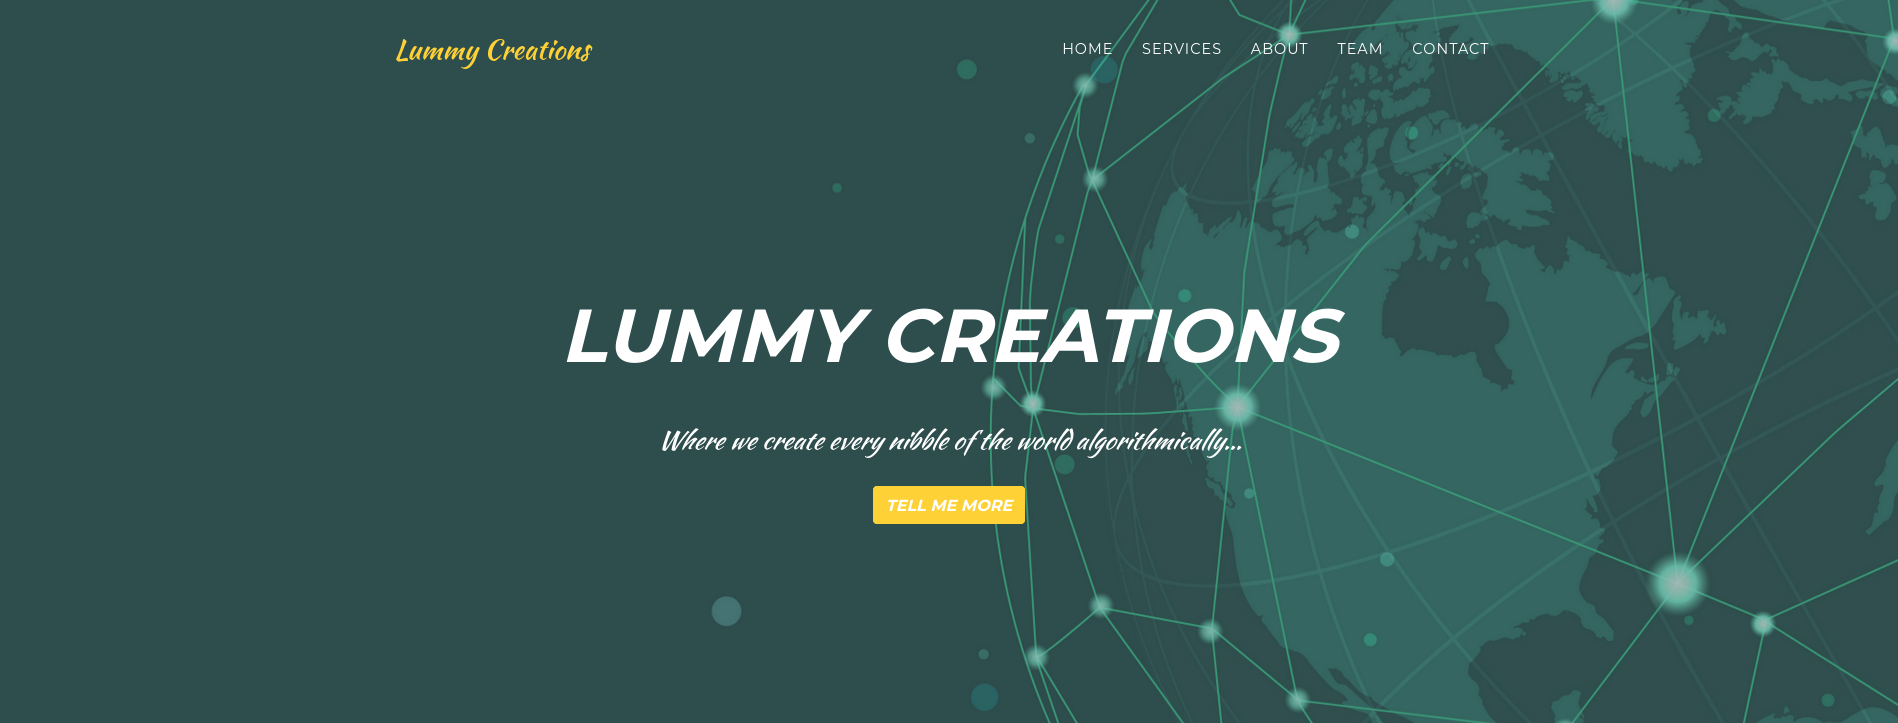 Lummy Creations
HOME SERVICES ABOUT TEAM CONTACT
LUMMY CREATIONS
Where we create every nibble of the world algorithmically...
TELL ME MORE